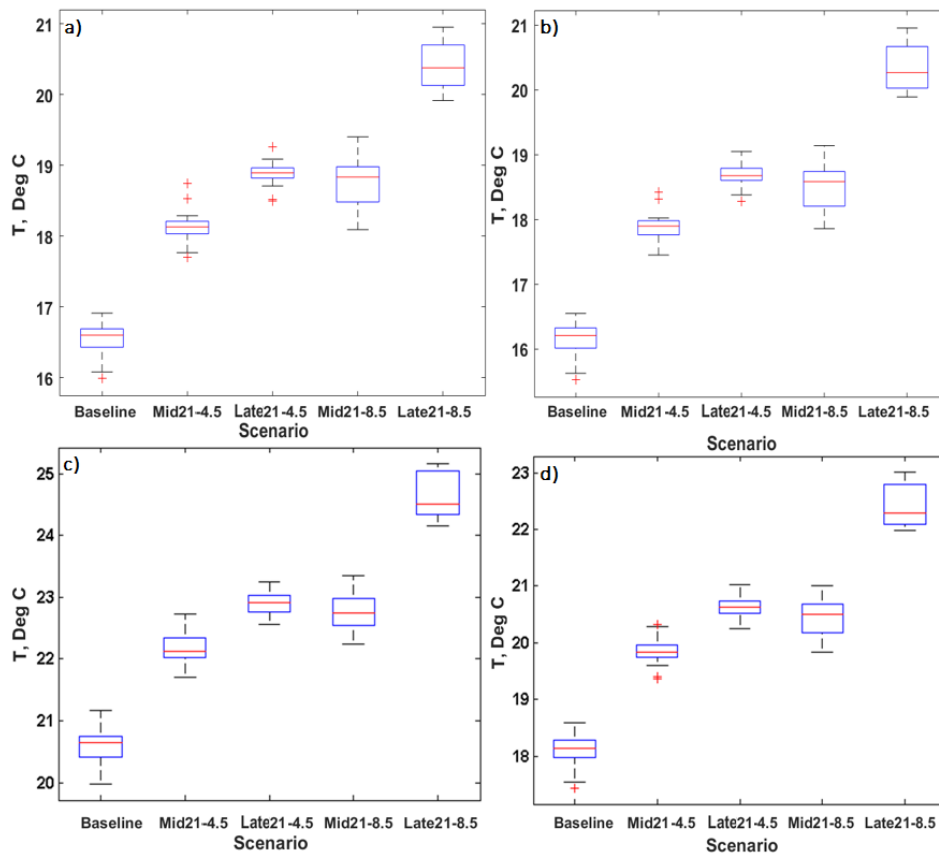 a)
21
20
19
18
17
16
T, Deg C
Baseline Mid21-4.5 Late21-4.5 Mid21-8.5 Late21-8.5
Scenario
b)
21
20
19
18
17
16
T, Deg C
Baseline Mid21-4.5 Late21-4.5 Mid21-8.5 Late21-8.5
Scenario
c)
25
24
23
22
21
20
T, Deg C
Baseline Mid21-4.5 Late21-4.5 Mid21-8.5 Late21-8.5
Scenario
d)
23
22
21
20
19
18
T, Deg C
Baseline Mid21-4.5 Late21-4.5 Mid21-8.5 Late21-8.5
Scenario